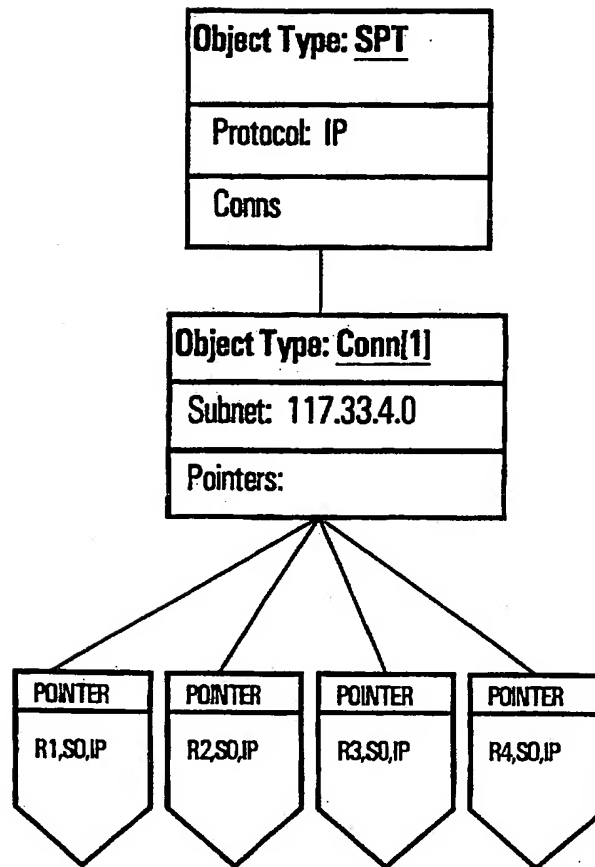 Object Type: SPT
Protocol: IP
Conns
Object Type: Conn[1]
Subnet: 117.33.4.0
Pointers:
POINTER
R1,S0,IP
POINTER
R2,S0,IP
POINTER
R3,S0,IP
POINTER
R4,S0,IP